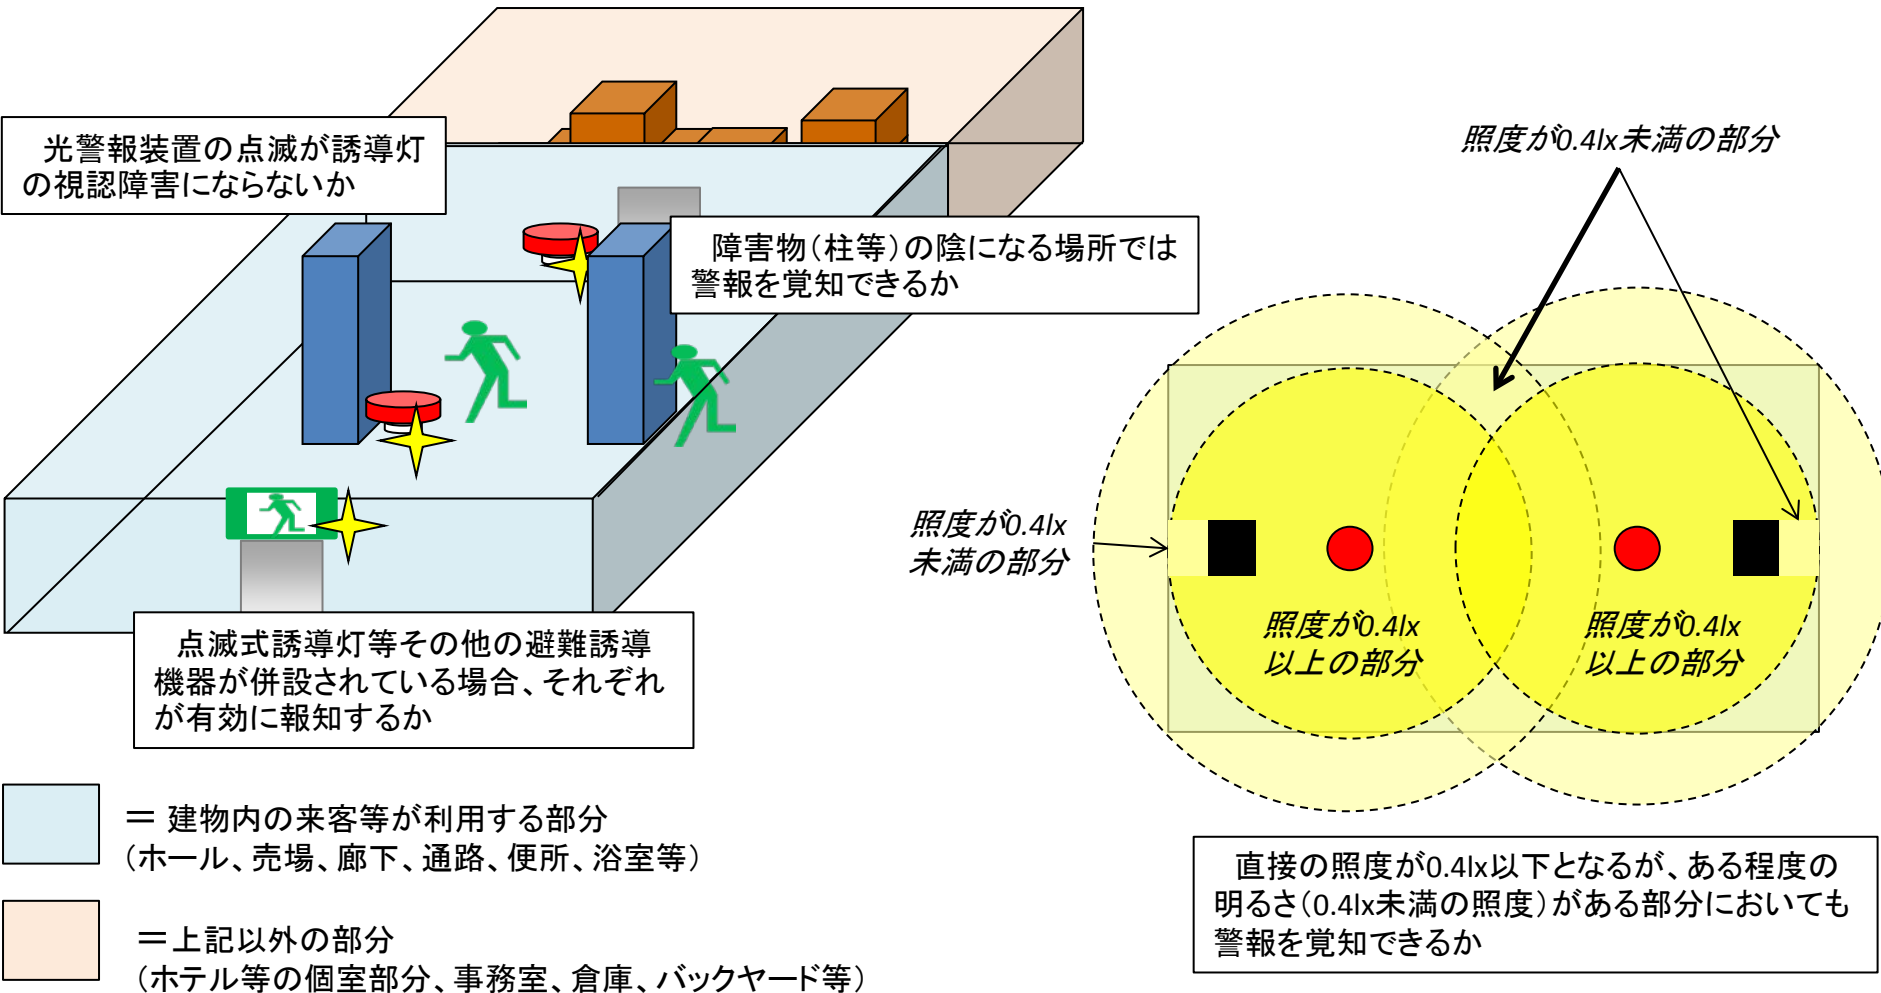 光警報装置の点滅が誘導灯
の視認障害にならないか
障害物(柱等)の陰になる場所では
警報を覚知できるか
点滅式誘導灯等その他の避難誘導
機器が併設されている場合、それぞれ
が有効に報知するか
= 建物内の来客等が利用する部分
(ホール、売場、廊下、通路、便所、浴室等)
=上記以外の部分
(ホテル等の個室部分、事務室、倉庫、バックヤード等)
照度が0.4lx未満の部分
照度が0.4lx
未満の部分
照度が0.4lx
以上の部分
照度が0.4lx
以上の部分
直接の照度が0.4lx以下となるが、ある程度の
明るさ(0.4lx未満の照度)がある部分においても
警報を覚知できるか